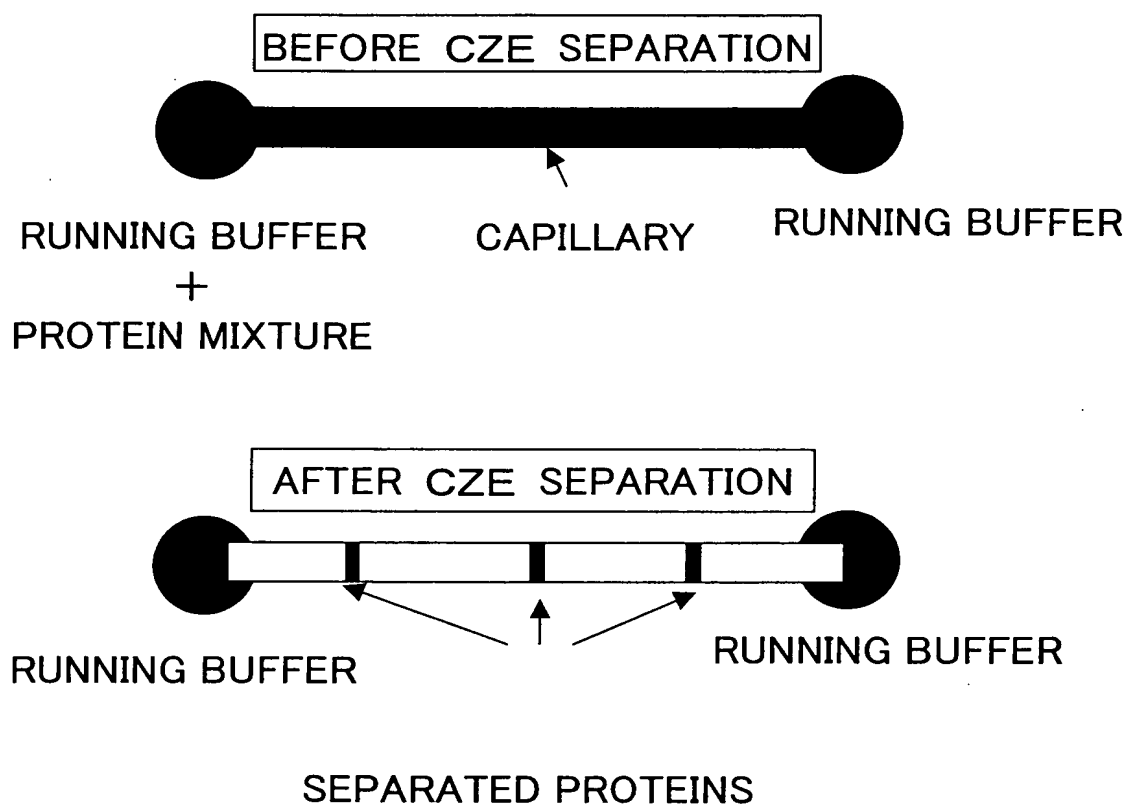 BEFORE CZE SEPARATION
RUNNING BUFFER
+
PROTEIN MIXTURE
CAPILLARY
RUNNING BUFFER
AFTER CZE SEPARATION
RUNNING BUFFER
RUNNING BUFFER
SEPARATED PROTEINS